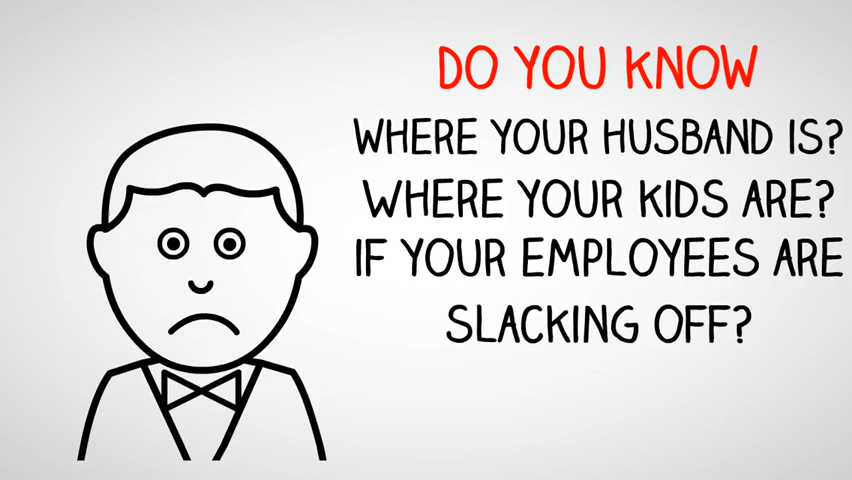 DO YOU KNOW
WHERE YOUR HUSBAND IS?
WHERE YOUR KIDS ARE?
IF YOUR EMPLOYEES ARE
SLACKING OFF?